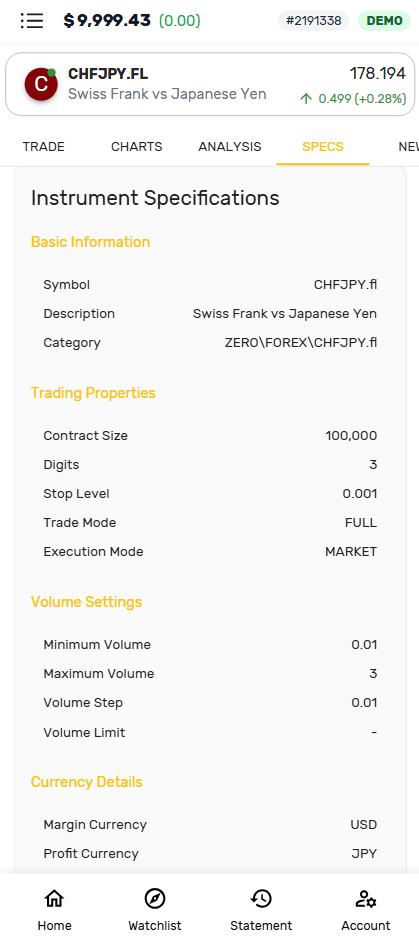 $ 9,999.43 (0.00) #2191338 DEMO
C
CHFJPY.FL 178.194
Swiss Frank vs Japanese Yen 0.499 (+0.28%)
TRADE CHARTS ANALYSIS SPECS NEW
Instrument Specifications
Basic Information
Symbol CHFJPY.fl
Description Swiss Frank vs Japanese Yen
Category ZERO\FOREX\CHFJPY.fl
Trading Properties
Contract Size 100,000
Digits 3
Stop Level 0.001
Trade Mode FULL
Execution Mode MARKET
Volume Settings
Minimum Volume 0.01
Maximum Volume 3
Volume Step 0.01
Volume Limit -
Currency Details
Margin Currency USD
Profit Currency JPY
Home Watchlist Statement Account